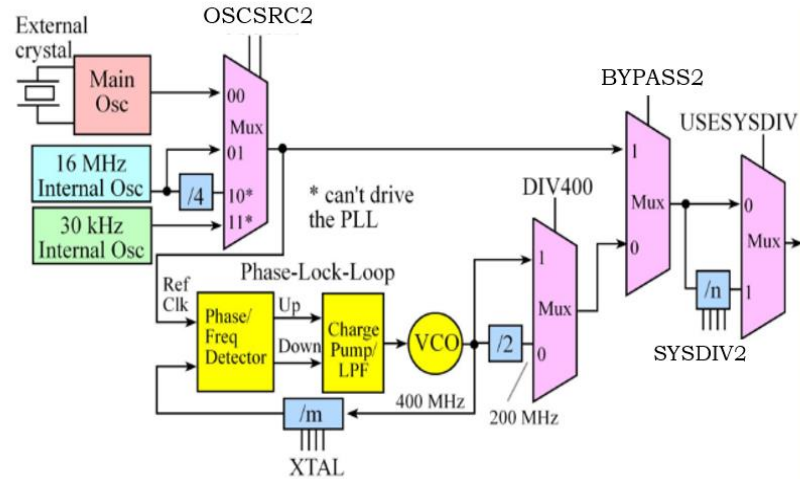 OSCSRC2
External
crystal
Main
Osc
00
Mux
01
10*
11*
16 MHz
Internal Osc
/4
30 kHz
Internal Osc
* can't drive
the PLL
BYPASS2
1
Mux
0
USESYSDIV
0
Mux
1
/n
SYSDIV2
DIV400
1
Mux
0
Phase-Lock-Loop
Ref
Clk
Phase/
Freq
Detector
Up
Down
Charge
Pump/
LPF
VCO
/2
400 MHz
200 MHz
/m
XTAL